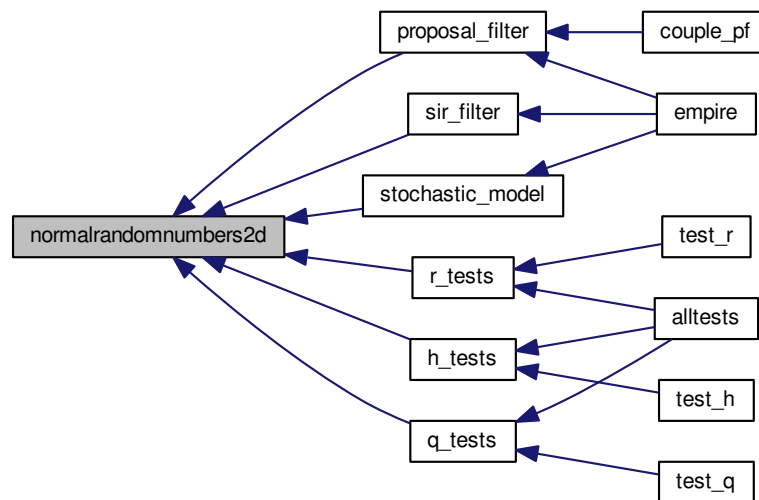 proposal_filter
couple_pf
sir_filter
empire
stochastic_model
normalrandomnumbers2d
test_r
r_tests
alltests
h_tests
test_h
q_tests
test_q